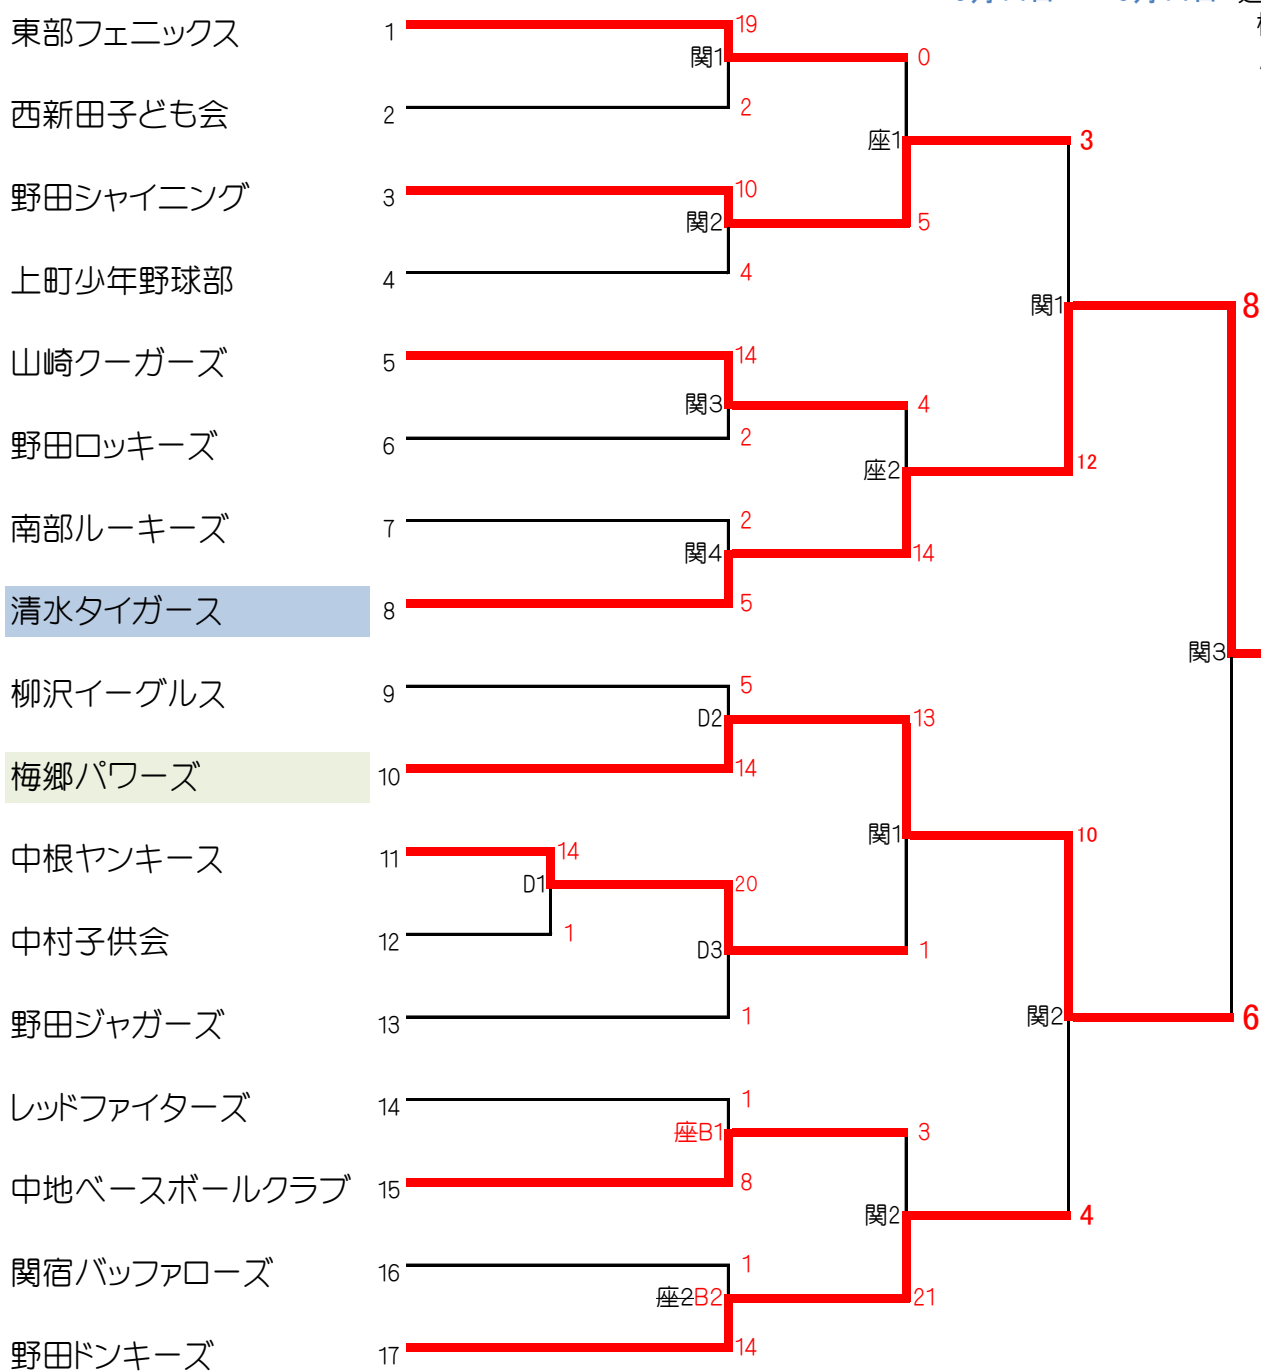 東部フェニックス 1 19
関1 0
西新田子ども会 2 2
座1 3
野田シャイニング 3 10
関2 5
上町少年野球部 4 4
関1 8
山崎クーガーズ 5 14
関3 4
野田ロッキーズ 6 2
座2 12
南部ルーキーズ 7 2
関4 14
清水タイガース 8 5
関3
柳沢イーグルス 9 5
D2 13
梅郷パワーズ 10 14
関1 10
中根ヤンキース 11 14
D1 20
中村子供会 12 1
D3 1
野田ジャガーズ 13 1
関2 6
レッドファイターズ 14 1
座B1 3
中地ベースボールクラブ 15 8
関2 4
関宿バッファローズ 16 1
座2B2 21
野田ドンキーズ 17 14